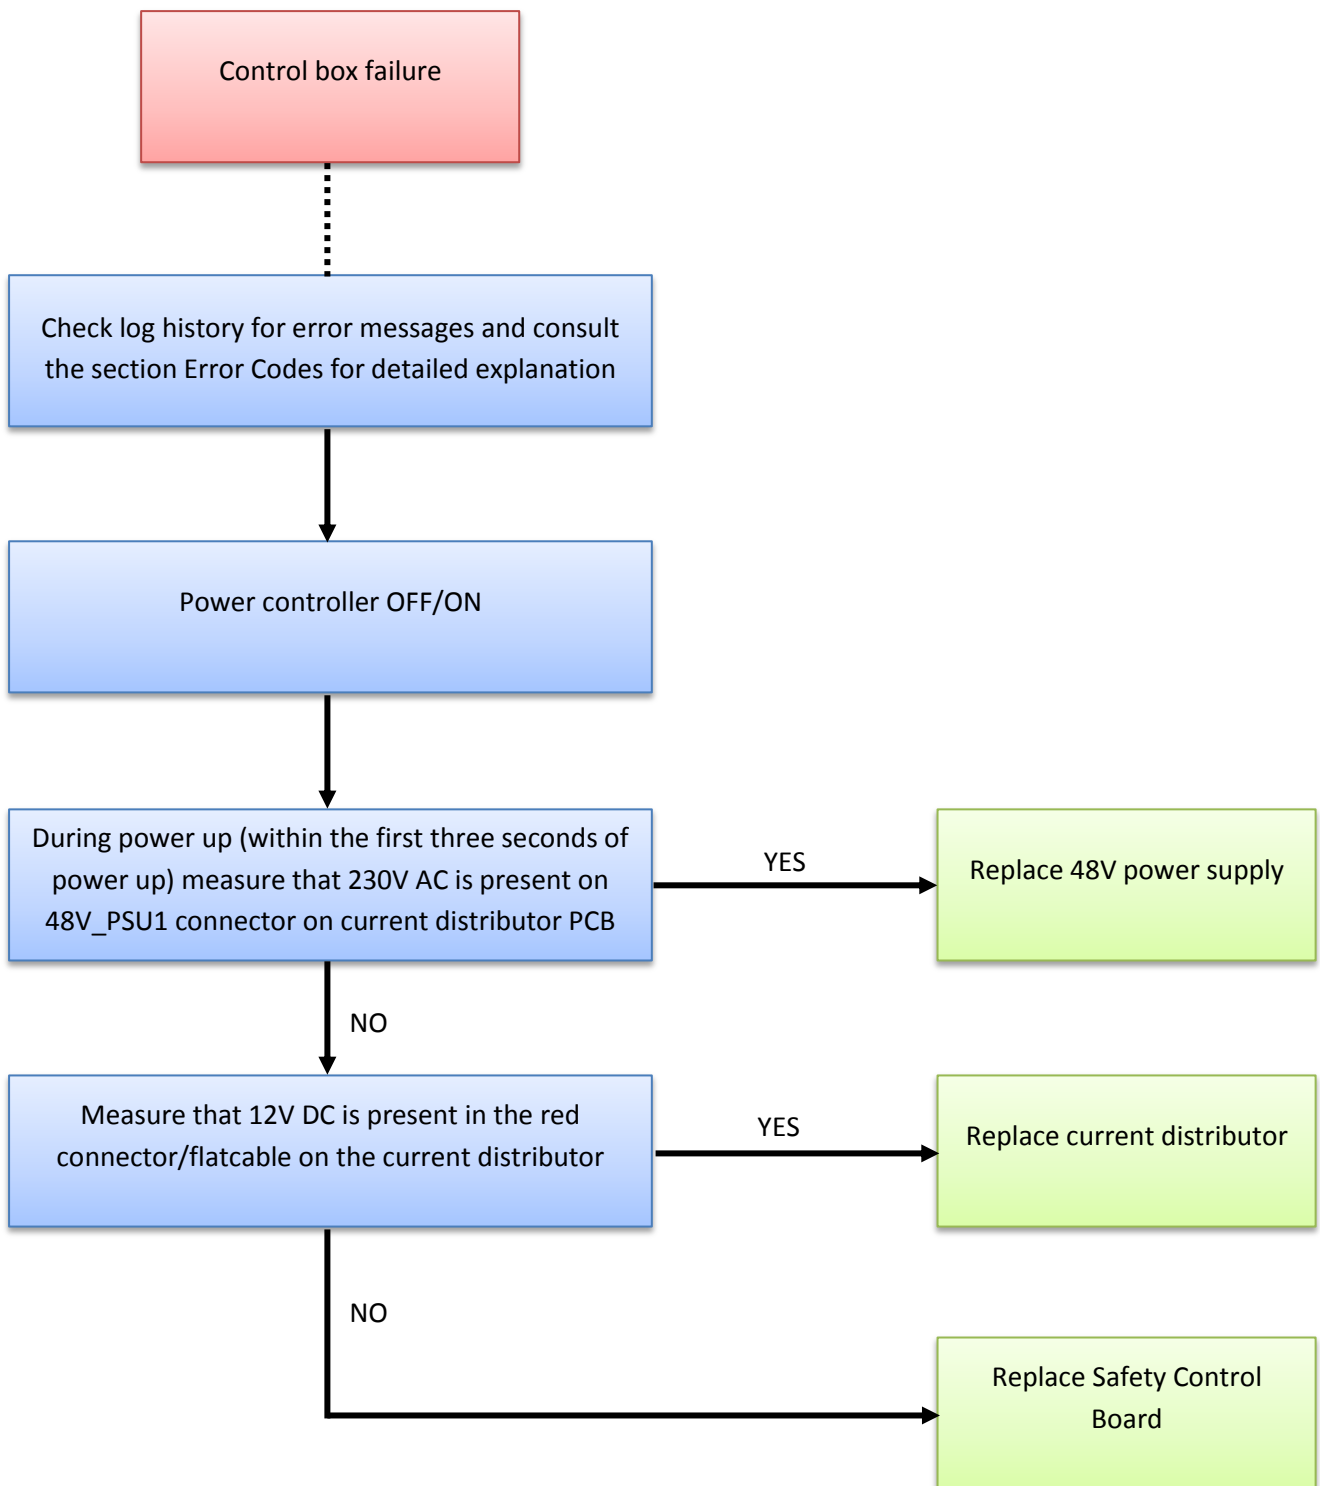 Control box failure
Check log history for error messages and consult
the section Error Codes for detailed explanation
Power controller OFF/ON
During power up (within the first three seconds of
power up) measure that 230V AC is present on
48V_PSU1 connector on current distributor PCB
YES
Replace 48V power supply
NO
Measure that 12V DC is present in the red
connector/flatcable on the current distributor
YES
Replace current distributor
NO
Replace Safety Control
Board